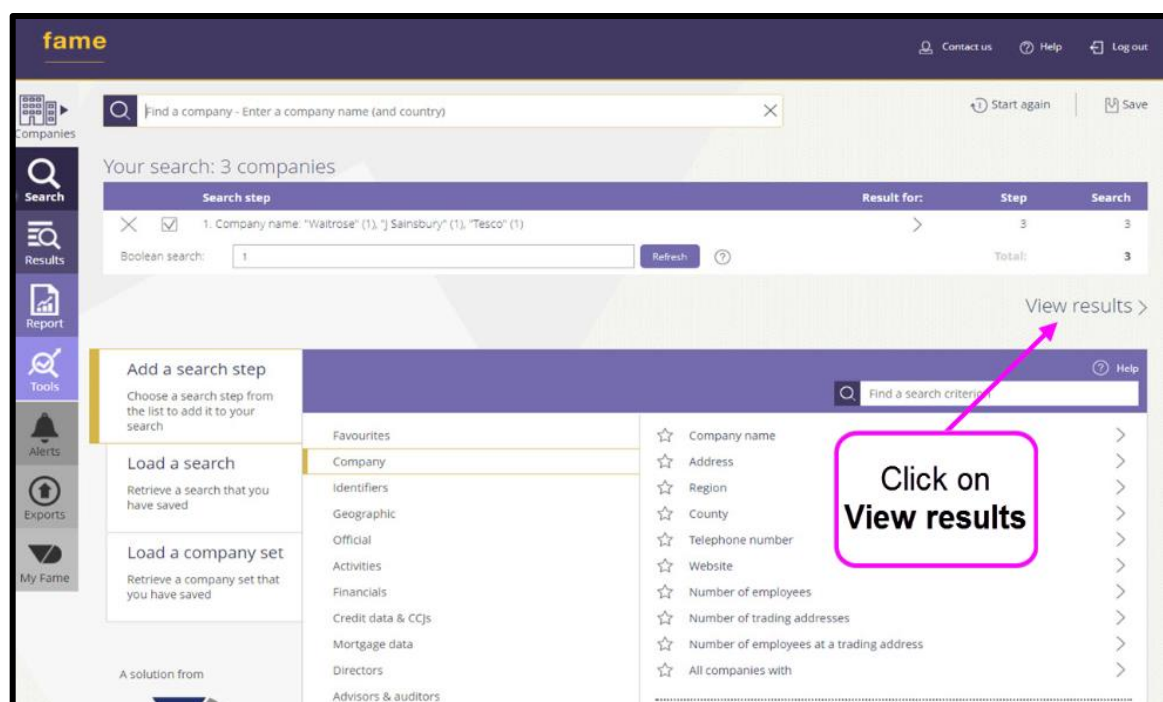 fame
Contact us
Help
Log out
Companies
Find a company - Enter a company name (and country)
Start again
Save
Your search: 3 companies
Search
Search step
Result for:
Step
Search
1. Company name: "Waitrose" (1), "J Sainsbury" (1), "Tesco" (1)
3
3
Results
Boolean search:
1
Refresh
Total:
3
Report
View results
Tools
Add a search step
Choose a search step from
the list to add it to your
search
Help
Find a search criterion
Alerts
Exports
My Fame
Load a search
Retrieve a search that you
have saved
Load a company set
Retrieve a company set that
you have saved
A solution from
Favourites
Company
Identifiers
Geographic
Official
Activities
Financials
Credit data & CCJs
Mortgage data
Directors
Advisors & auditors
Company name
Address
Region
County
Telephone number
Website
Number of employees
Number of trading addresses
Number of employees at a trading address
All companies with
Click on
View results